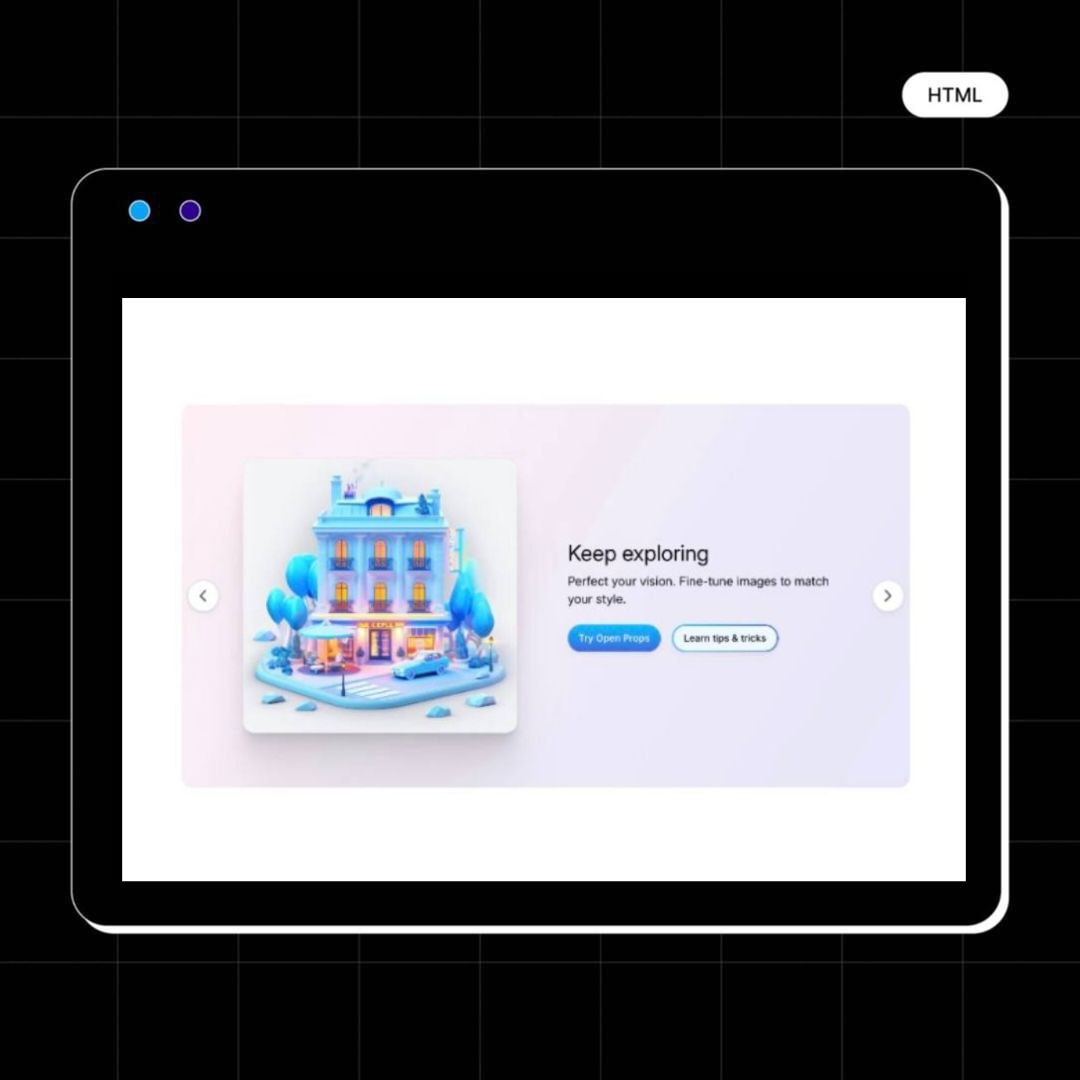 HTML
Keep exploring
Perfect your vision. Fine-tune images to match
your style.
Try Open Props
Learn tips & tricks